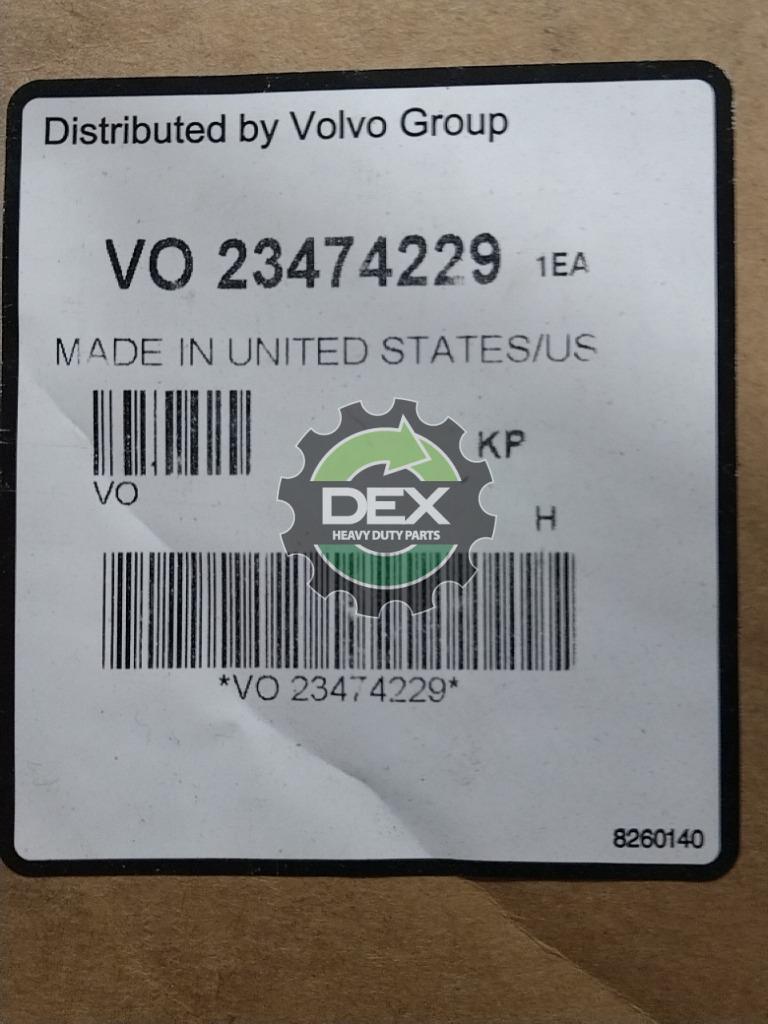 Distributed by Volvo Group
VO 23474229 1EA
MADE IN UNITED STATES/US
KP
VO
H
DEX
HEAVY DUTY PARTS
*VO 23474229*
8260140